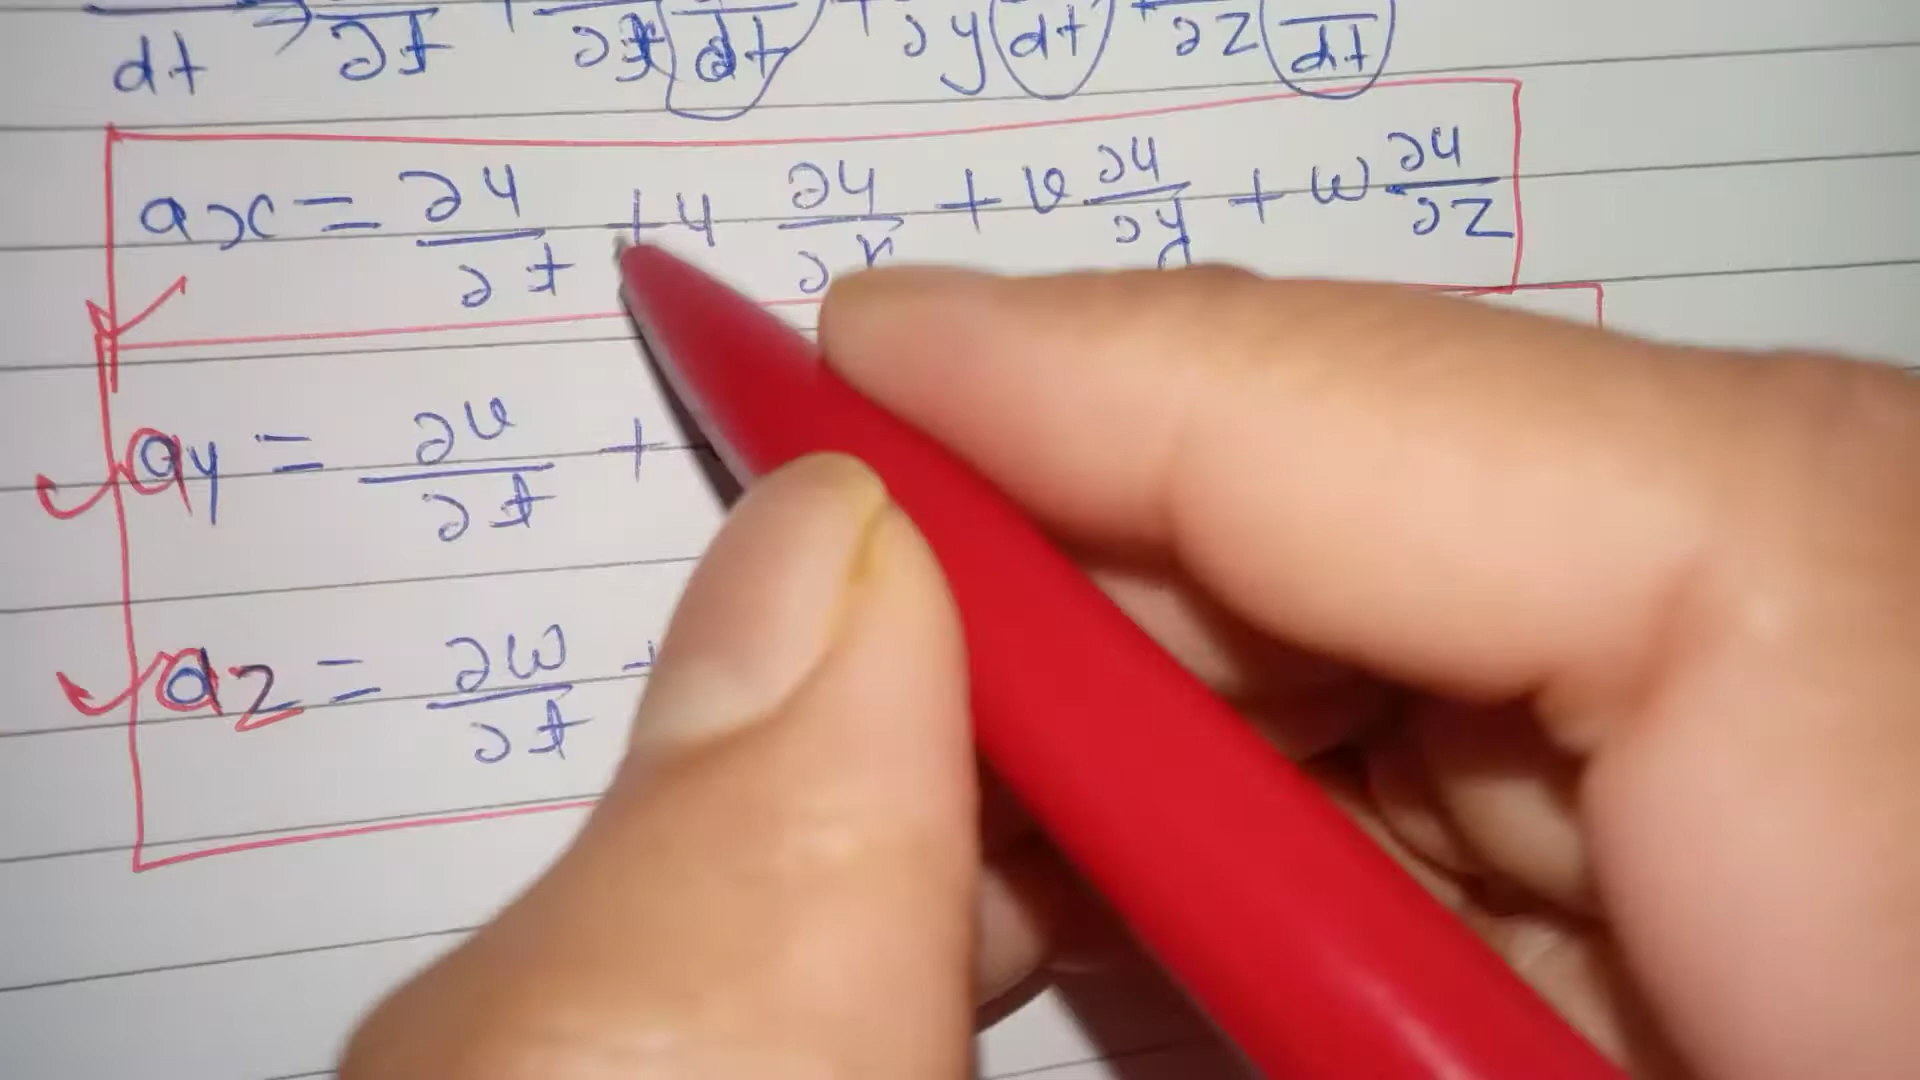 dt → ∂t + ∂x dt + ∂y dt + ∂z dt
ax = ∂u/∂t + u ∂u/∂x + v ∂u/∂y + w ∂u/∂z
ay = ∂v/∂t +
az = ∂w/∂t +